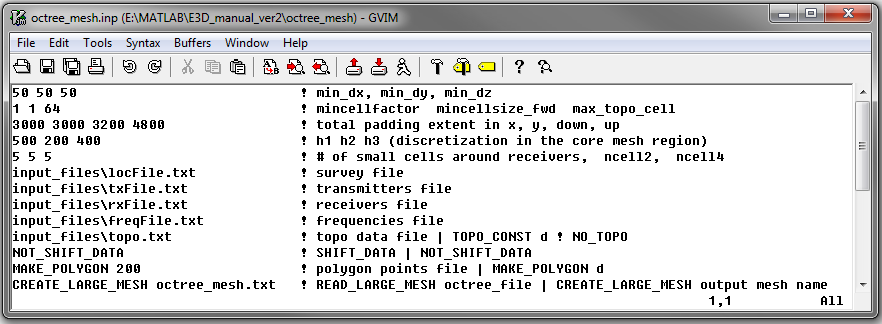 octree_mesh.inp (E:\MATLAB\E3D_manual_ver2\octree_mesh) - GVIM
File Edit Tools Syntax Buffers Window Help
50 50 50 ! min_dx, min_dy, min_dz
1 1 64 ! mincellfactor mincellsize_fwd max_topo_cell
3000 3000 3200 4800 ! total padding extent in x, y, down, up
500 200 400 ! h1 h2 h3 (discretization in the core mesh region)
5 5 5 ! # of small cells around receivers, ncell2, ncell4
input_files\locFile.txt ! survey file
input_files\txFile.txt ! transmitters file
input_files\rxFile.txt ! receivers file
input_files\freqFile.txt ! frequencies file
input_files\topo.txt ! topo data file | TOPO_CONST d ! NO_TOPO
NOT_SHIFT_DATA ! SHIFT_DATA | NOT_SHIFT_DATA
MAKE_POLYGON 200 ! polygon points file | MAKE_POLYGON d
CREATE_LARGE_MESH octree_mesh.txt ! READ_LARGE_MESH octree_file | CREATE_LARGE_MESH output mesh name
1,1 All